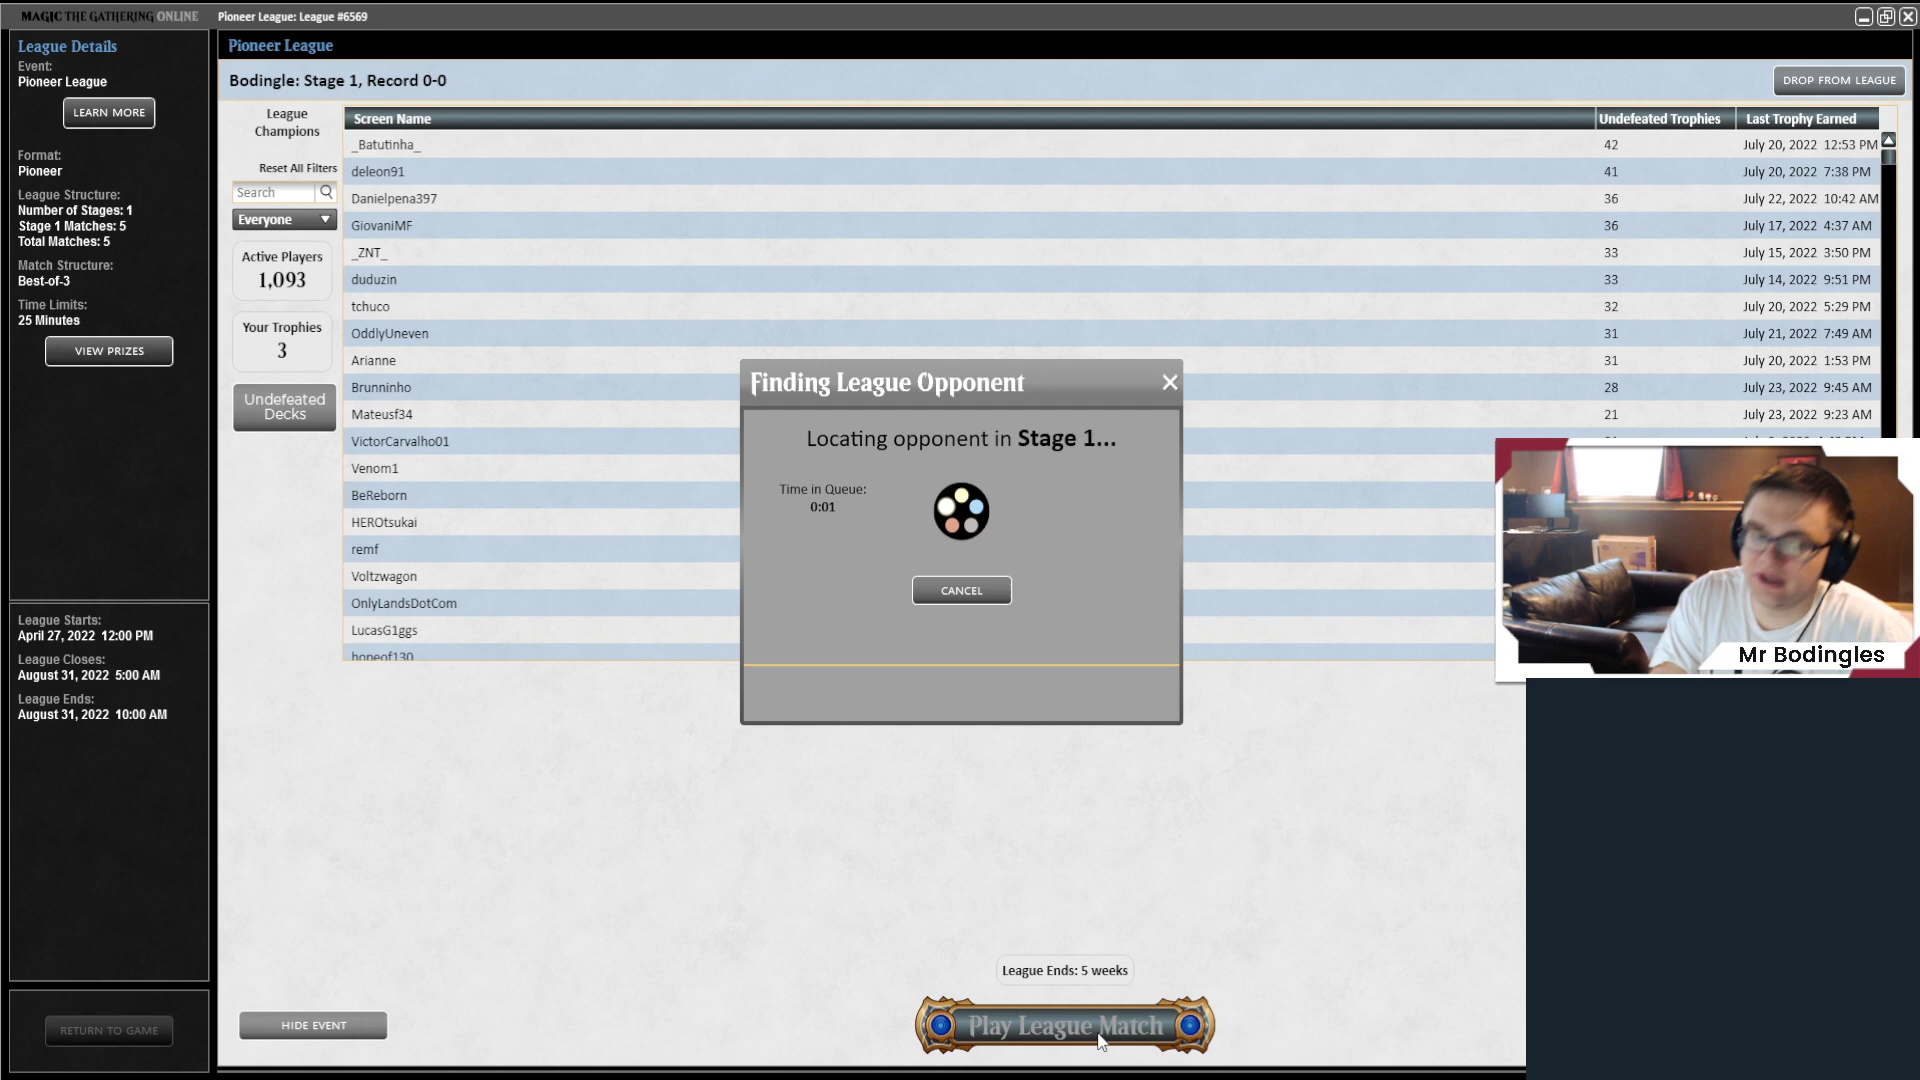 MAGIC THE GATHERING ONLINE
Pioneer League: League #6569
League Details
Event:
Pioneer League
LEARN MORE
Format:
Pioneer
League Structure:
Number of Stages: 1
Stage 1 Matches: 5
Total Matches: 5
Match Structure:
Best-of-3
Time Limits:
25 Minutes
VIEW PRIZES
League Starts:
April 27, 2022 12:00 PM
League Closes:
August 31, 2022 5:00 AM
League Ends:
August 31, 2022 10:00 AM
RETURN TO GAME
Pioneer League
Bodingle: Stage 1, Record 0-0
DROP FROM LEAGUE
League
Champions
Reset All Filters
Search
Everyone
Active Players
1,093
Your Trophies
3
Undefeated
Decks
Screen Name Undefeated Trophies Last Trophy Earned
_Batutinha_ 42 July 20, 2022 12:53 PM
deleon91 41 July 20, 2022 7:38 PM
Danielpena397 36 July 22, 2022 10:42 AM
GiovaniMF 36 July 17, 2022 4:37 AM
_ZNT_ 33 July 15, 2022 3:50 PM
duduzin 33 July 14, 2022 9:51 PM
tchuco 32 July 20, 2022 5:29 PM
OddlyUneven 31 July 21, 2022 7:49 AM
Arianne 31 July 20, 2022 1:53 PM
Brunninho 28 July 23, 2022 9:45 AM
Mateusf34 21 July 23, 2022 9:23 AM
VictorCarvalho01
Venom1
BeReborn
HEROtsukai
remf
Voltzwagon
OnlyLandsDotCom
LucasG1ggs
hopeof130
Finding League Opponent
Locating opponent in Stage 1...
Time in Queue:
0:01
CANCEL
Mr Bodingles
League Ends: 5 weeks
HIDE EVENT
Play League Match